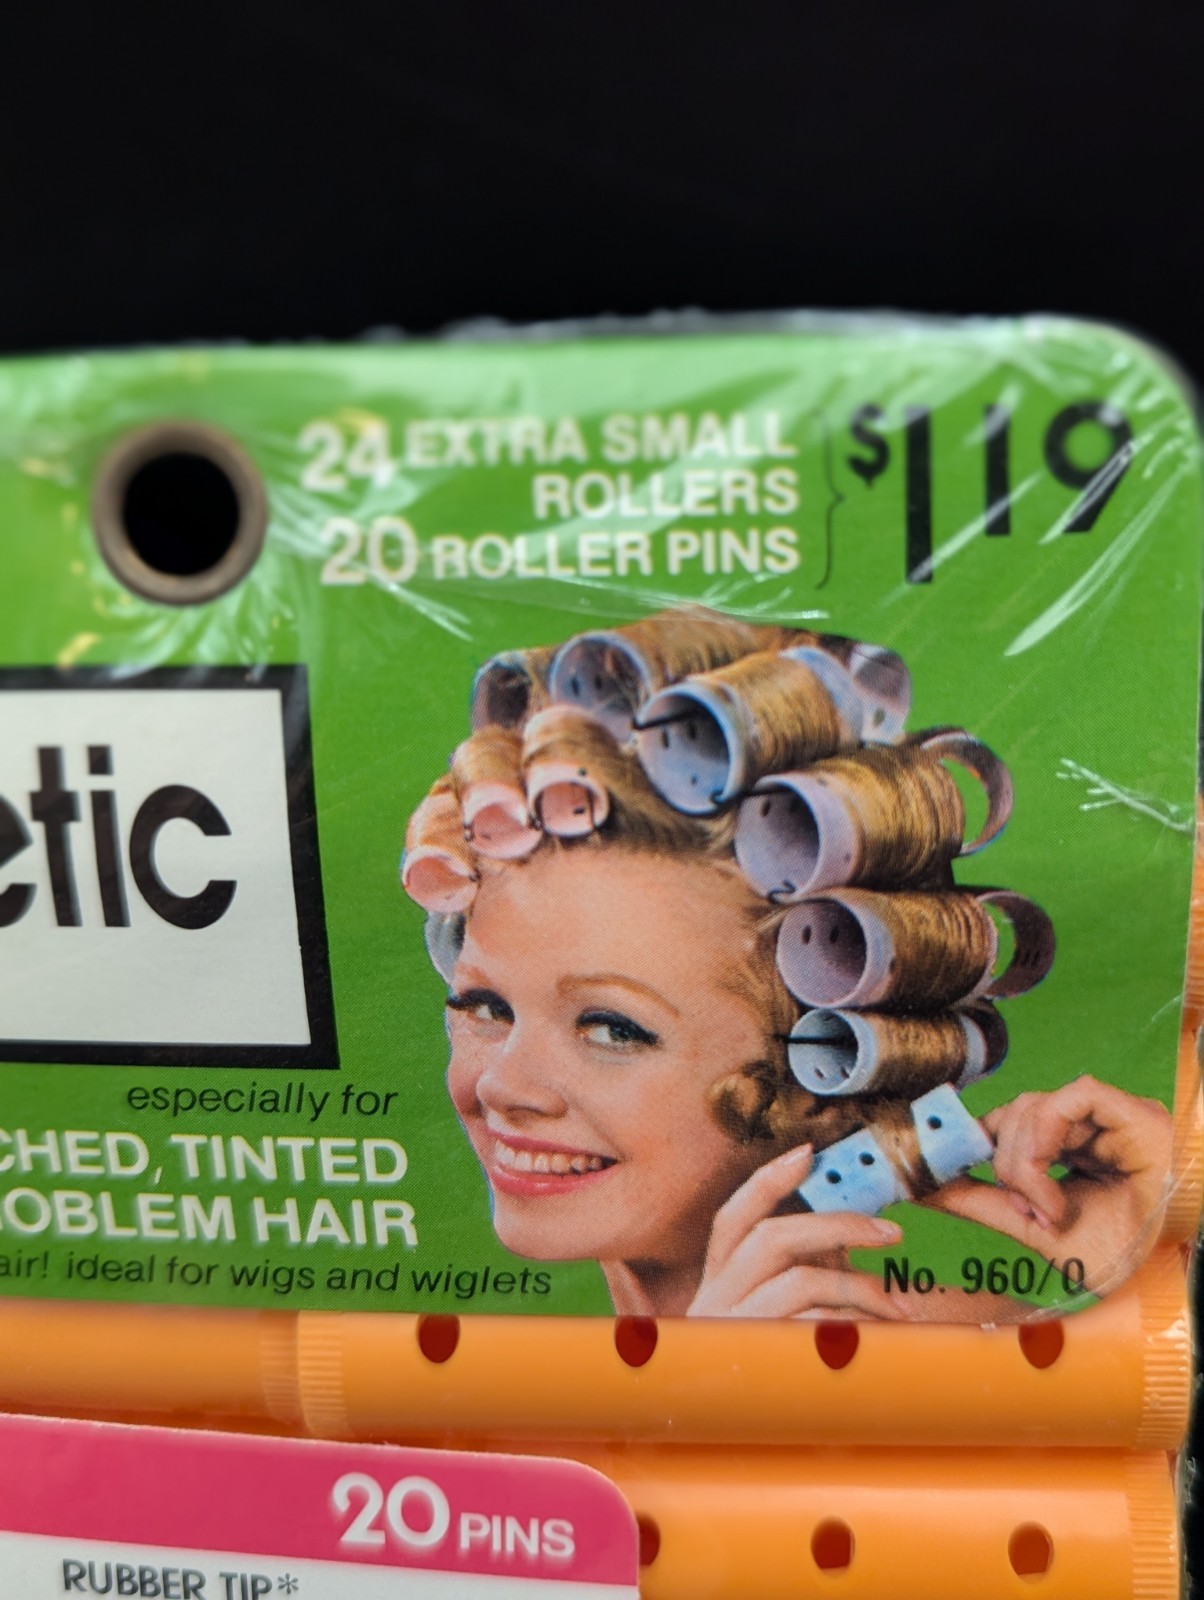 24 EXTRA SMALL
ROLLERS
20 ROLLER PINS
$119
etic
especially for
CHED, TINTED
OBLEM HAIR
air! ideal for wigs and wiglets
No. 960/0
20 PINS
RUBBER TIP*